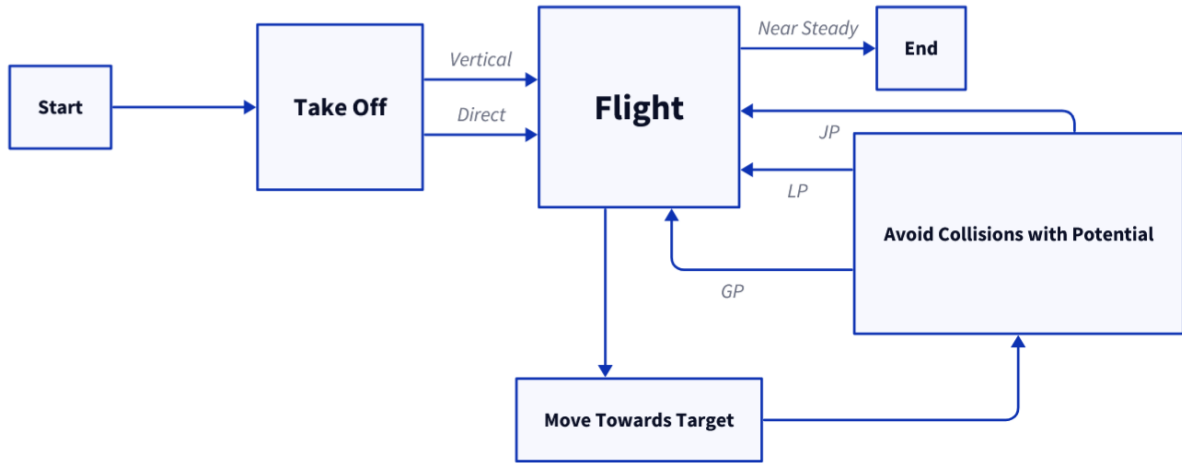 Start
Take Off
Vertical
Direct
Flight
Near Steady
End
JP
LP
GP
Avoid Collisions with Potential
Move Towards Target